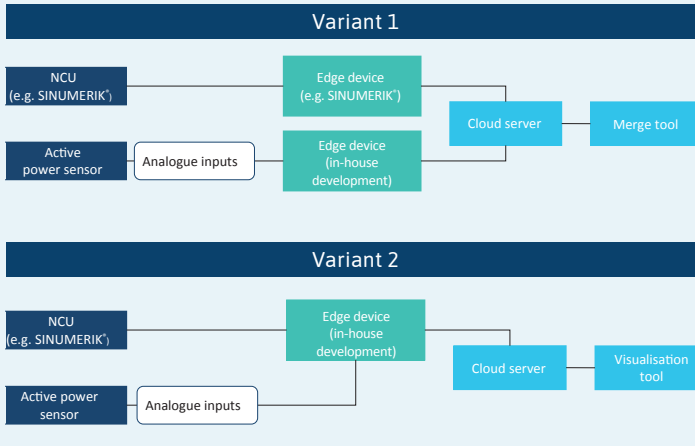 Variant 1
NCU
(e.g. SINUMERIK*)
Edge device
(e.g. SINUMERIK*)
Cloud server
Merge tool
Active
power sensor
Analogue inputs
Edge device
(in-house
development)
Variant 2
NCU
(e.g. SINUMERIK*)
Edge device
(in-house
development)
Cloud server
Visualisation
tool
Active power
sensor
Analogue inputs